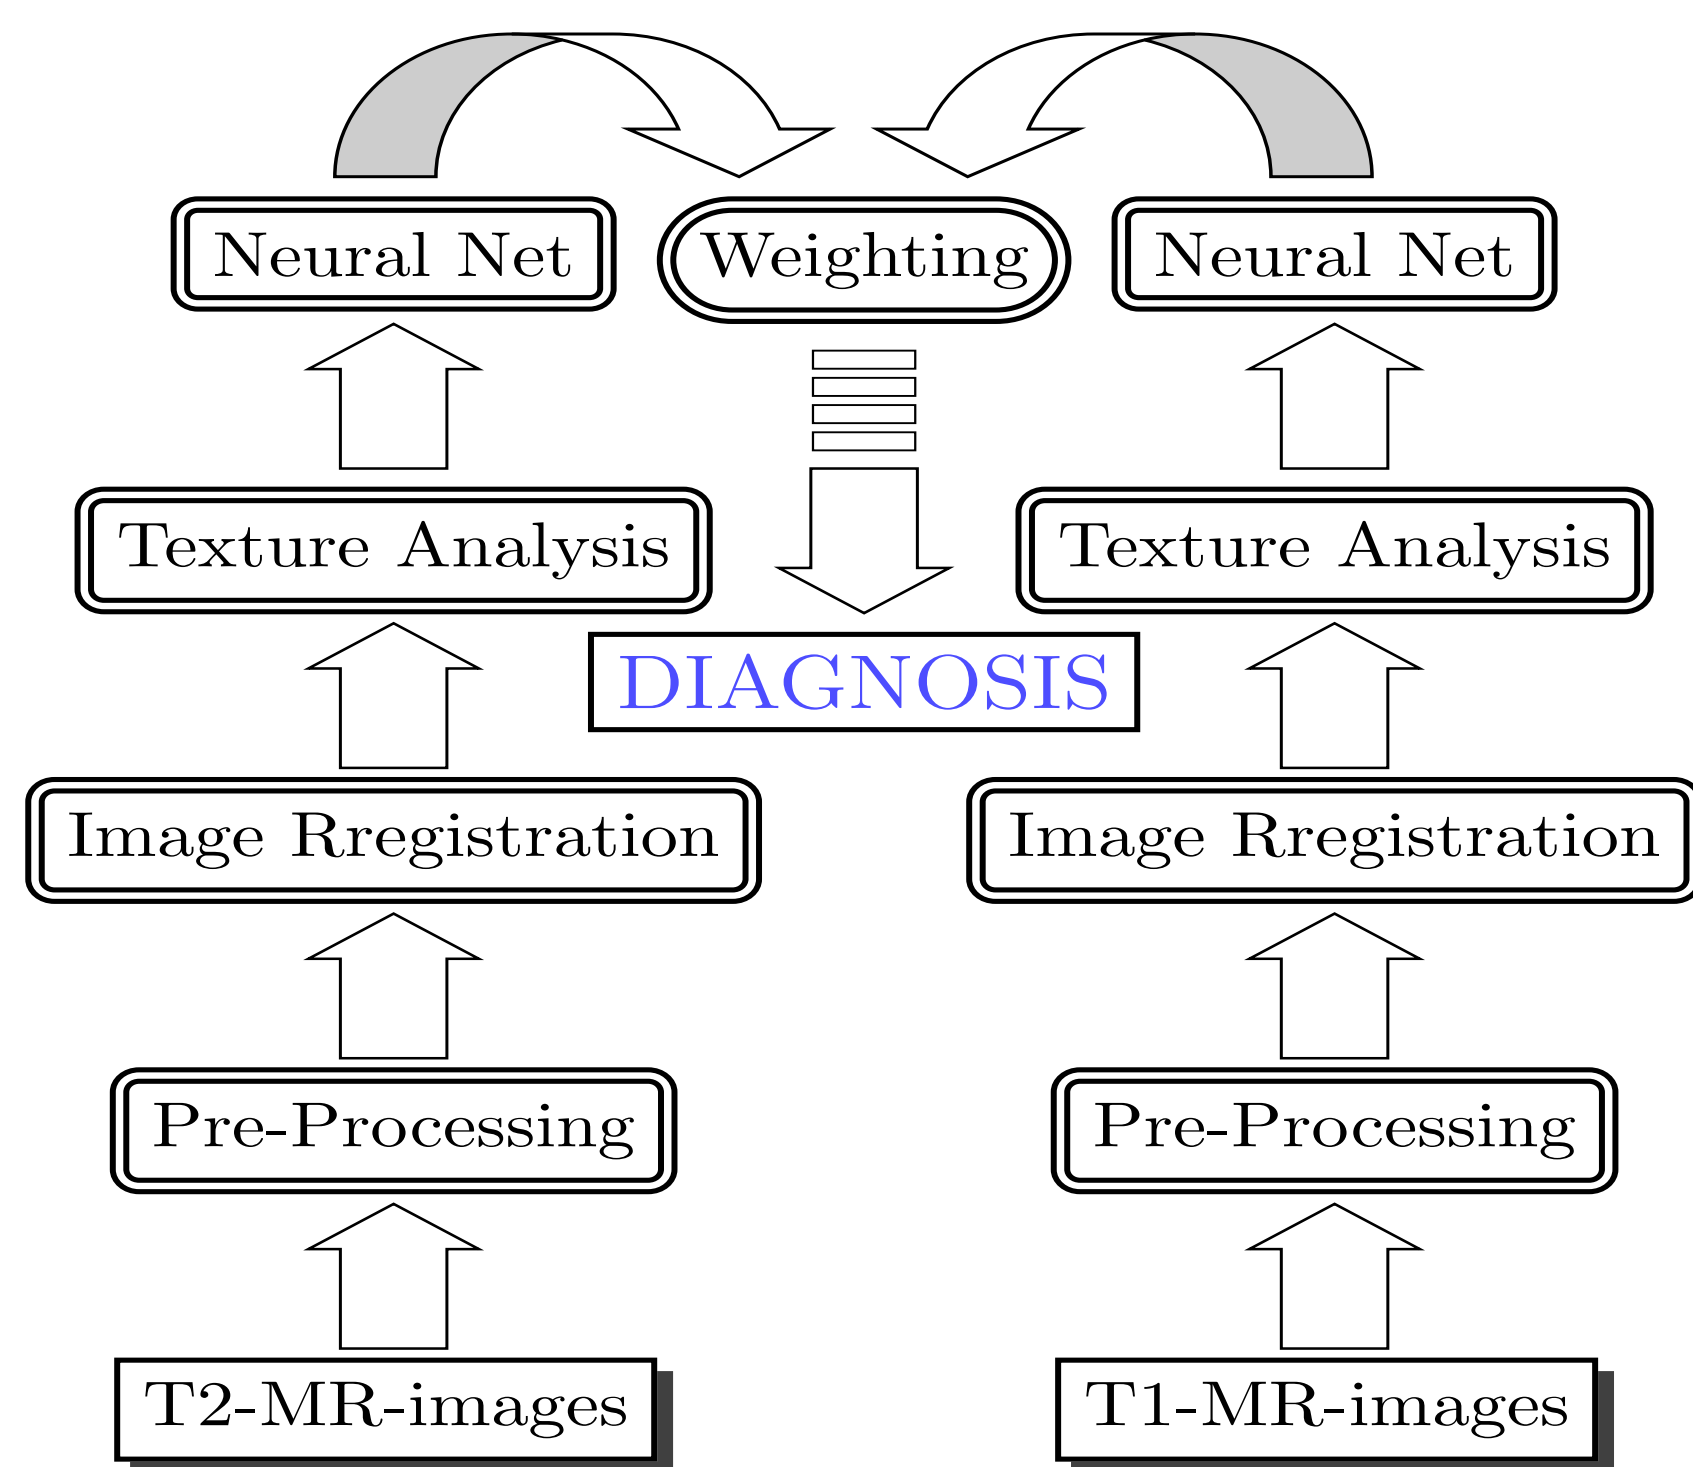 Neural Net
Weighting
Neural Net
Texture Analysis
Texture Analysis
DIAGNOSIS
Image Rregistration
Image Rregistration
Pre-Processing
Pre-Processing
T2-MR-images
T1-MR-images